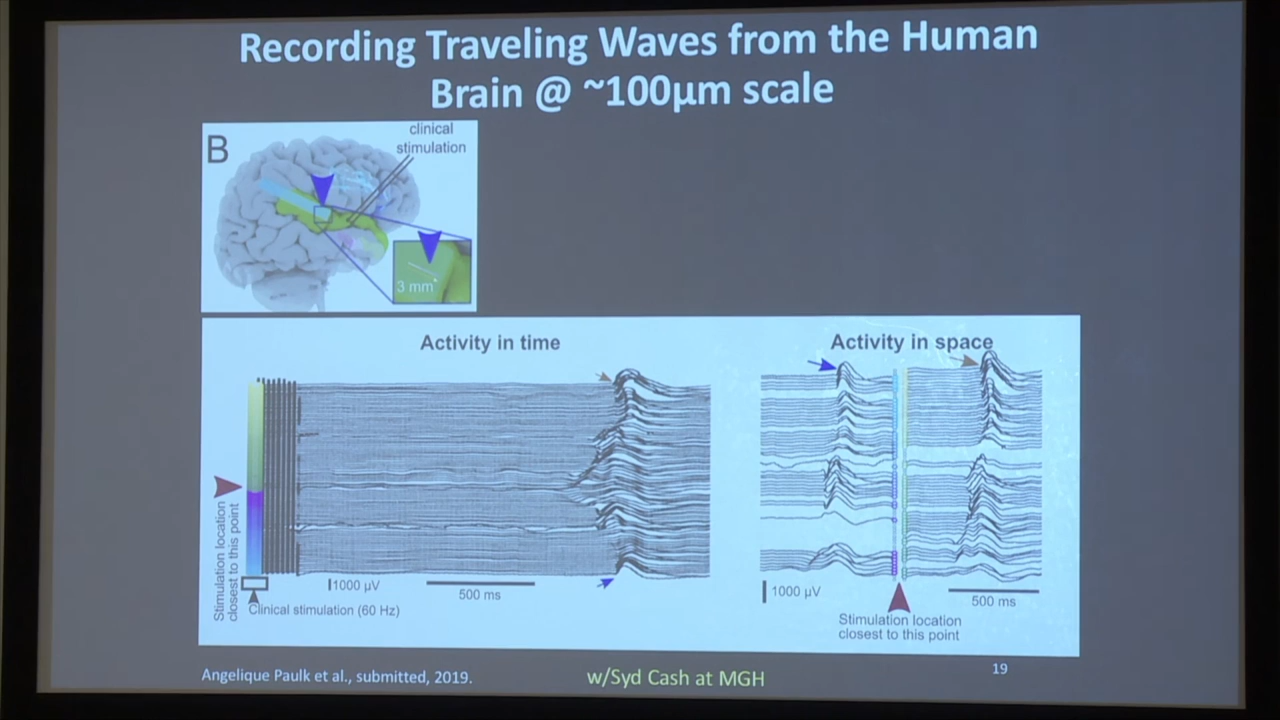 Recording Traveling Waves from the Human
Brain @ ~100µm scale
B
clinical
stimulation
3 mm
Activity in time
Activity in space
Stimulation location
closest to this point
1000 µV
500 ms
Clinical stimulation (60 Hz)
1000 µV
500 ms
Stimulation location
closest to this point
Angelique Paulk et al., submitted, 2019.
w/Syd Cash at MGH
19